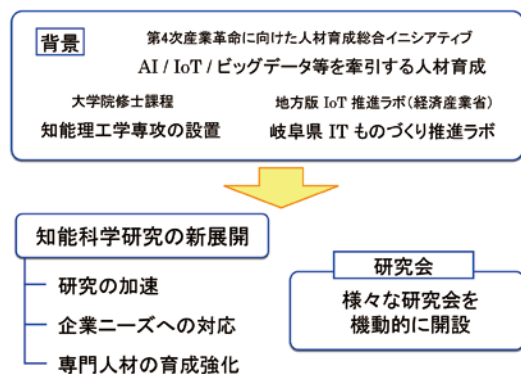 背景
第4次産業革命に向けた人材育成総合イニシアティブ
AI / IoT / ビッグデータ等を牽引する人材育成
大学院修士課程
知能理工学専攻の設置
地方版 IoT 推進ラボ(経済産業省)
岐阜県 IT ものづくり推進ラボ
知能科学研究の新展開
研究の加速
企業ニーズへの対応
専門人材の育成強化
研究会
様々な研究会を
機動的に開設